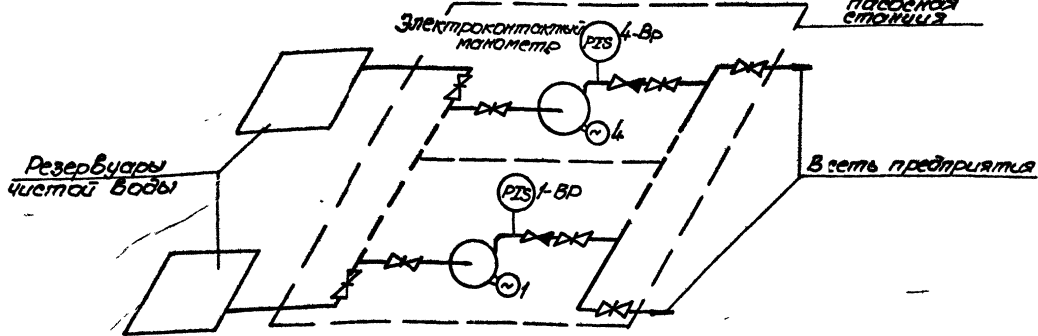 насосная
станция
Электроконтактный
манометр
PIS
4-Вр
~
4
Резервуары
чистой воды
В сеть предприятия
PIS
1-Вр
~
1